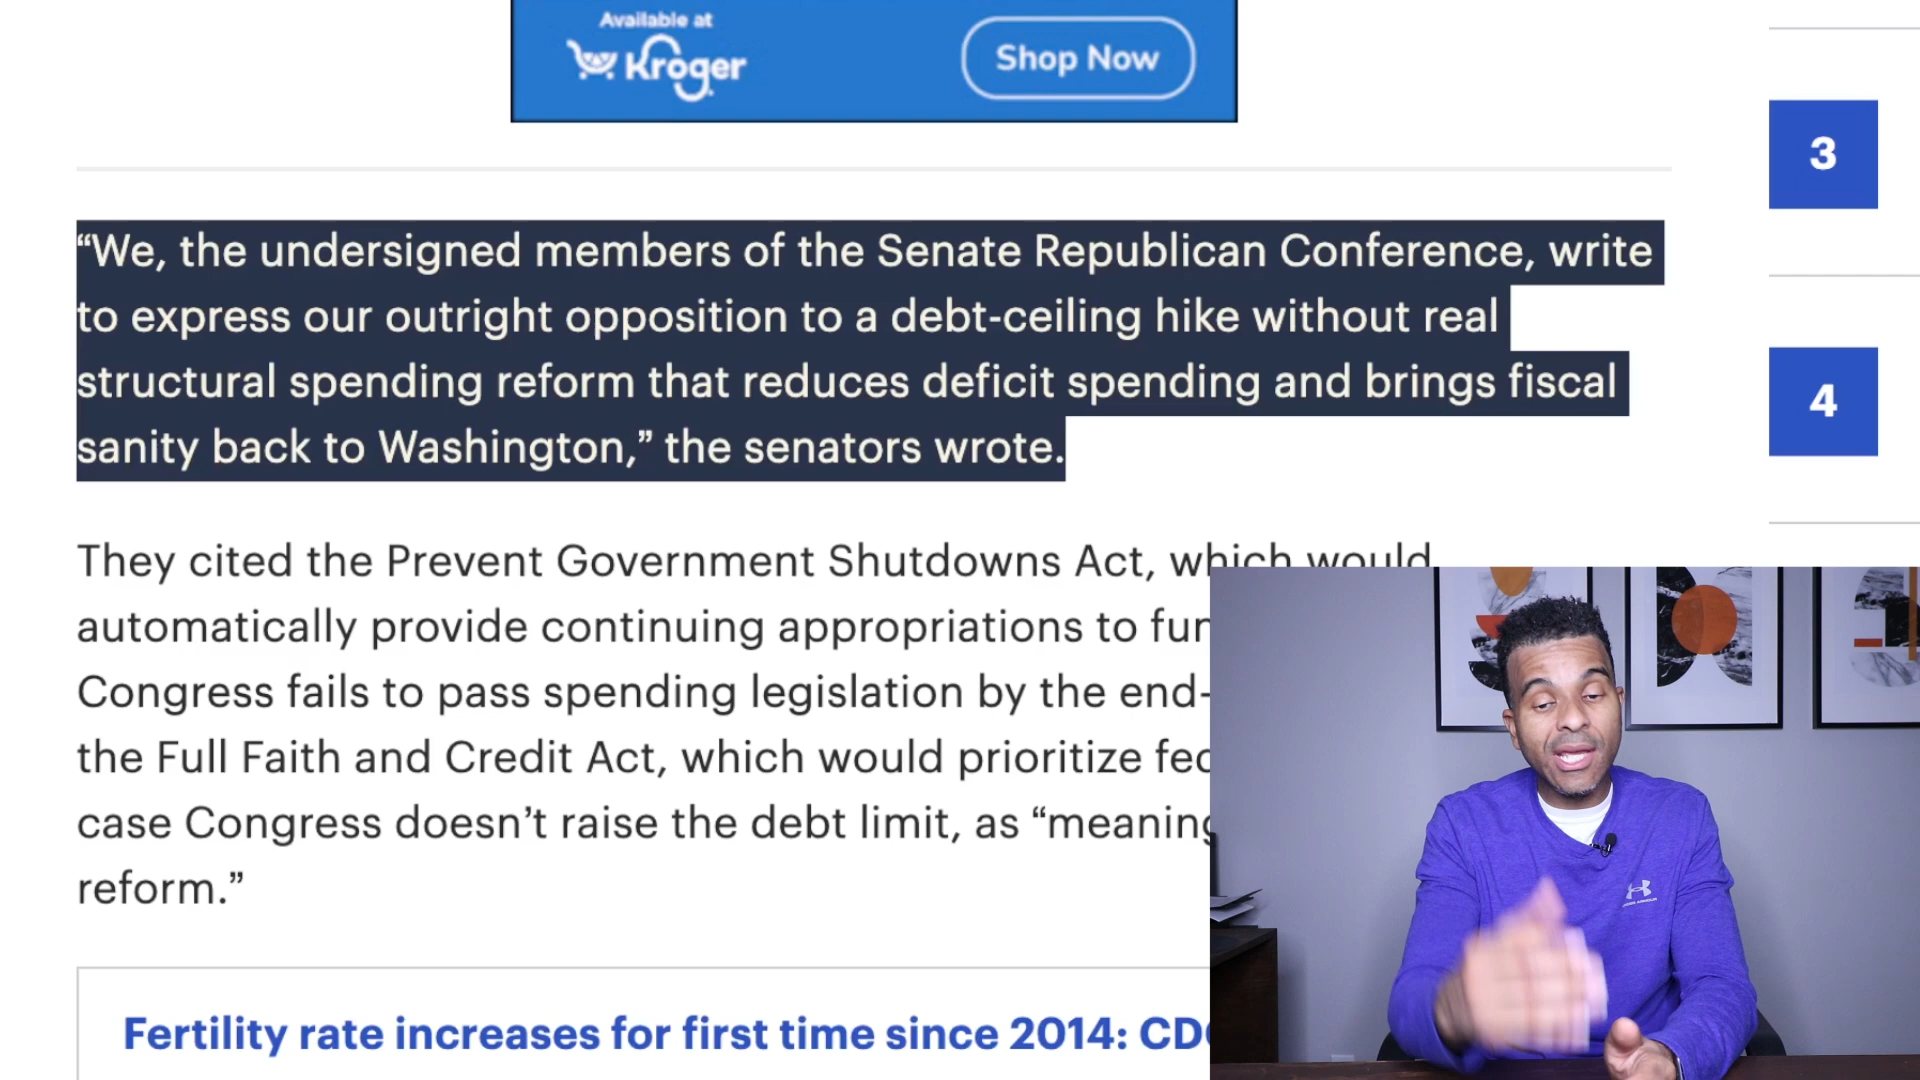 Available at
Kroger
Shop Now
3
“We, the undersigned members of the Senate Republican Conference, write
to express our outright opposition to a debt-ceiling hike without real
structural spending reform that reduces deficit spending and brings fiscal
sanity back to Washington,” the senators wrote.
4
They cited the Prevent Government Shutdowns Act, which would
automatically provide continuing appropriations to
Congress fails to pass spending legislation by the end-
the Full Faith and Credit Act, which would prioritize
case Congress doesn’t raise the debt limit, as
reform.”
Fertility rate increases for first time since 2014: